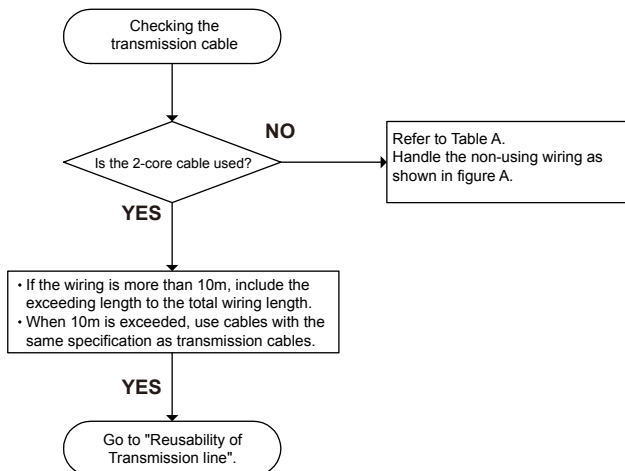 Checking the
transmission cable
Is the 2-core cable used?
NO
Refer to Table A.
Handle the non-using wiring as
shown in figure A.
YES
• If the wiring is more than 10m, include the
exceeding length to the total wiring length.
• When 10m is exceeded, use cables with the
same specification as transmission cables.
YES
Go to "Reusability of
Transmission line".